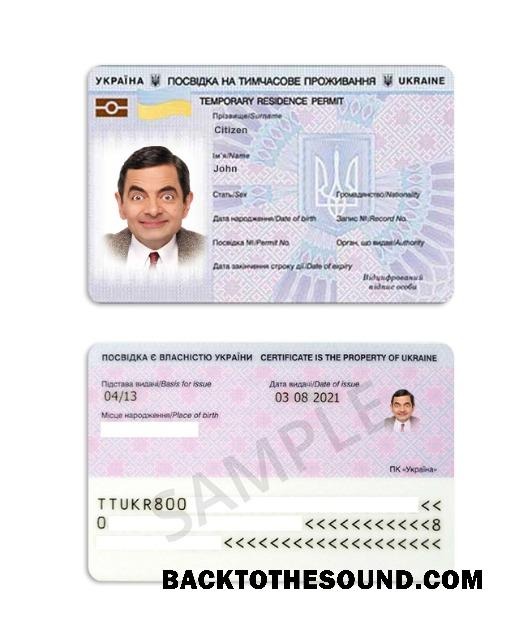 УКРАЇНА ПОСВІДКА НА ТИМЧАСОВЕ ПРОЖИВАННЯ UKRAINE
TEMPORARY RESIDENCE PERMIT
Прізвище/Surname
Citizen
Ім'я/Name
John
Стать/Sex Громадянство/Nationality
Дата народження/Date of birth Запис №/Record No.
Посвідка №/Permit No. Орган, що видав/Authority
Дата закінчення строку дії/Date of expiry
Відцифрований
підпис особи
ПОСВІДКА Є ВЛАСНІСТЮ УКРАЇНИ CERTIFICATE IS THE PROPERTY OF UKRAINE
Підстава видачі/Basis for issue Дата видачі/Date of issue
04/13 03 08 2021
Місце народження/Place of birth
SAMPLE
ПК «Україна»
TTUKR800 <<
0 <<<<<<<<<<<8
<<<<<<<<<<<<<<<<<<<
BACKTOTHESOUND.COM